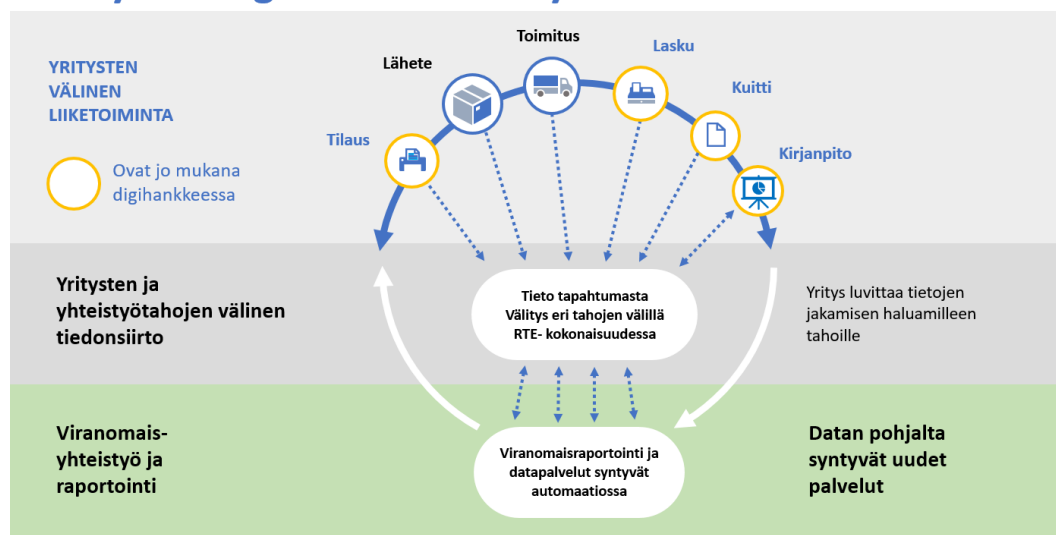 Toimitus
Lasku
Lähete
YRITYSTEN
VÄLINEN
LIIKETOIMINTA
Kuitti
Tilaus
Kirjanpito
Ovat jo mukana
digihankkeessa
Yritysten ja
yhteistyötahojen välinen
tiedonsiirto
Tieto tapahtumasta
Välitys eri tahojen välillä
RTE- kokonaisuudessa
Yritys luvittaa tietojen
jakamisen haluamilleen
tahoille
Viranomais-
yhteistyö ja
raportointi
Viranomaisraportointi ja
datapalvelut syntyvät
automaatiossa
Datan pohjalta
syntyvät uudet
palvelut